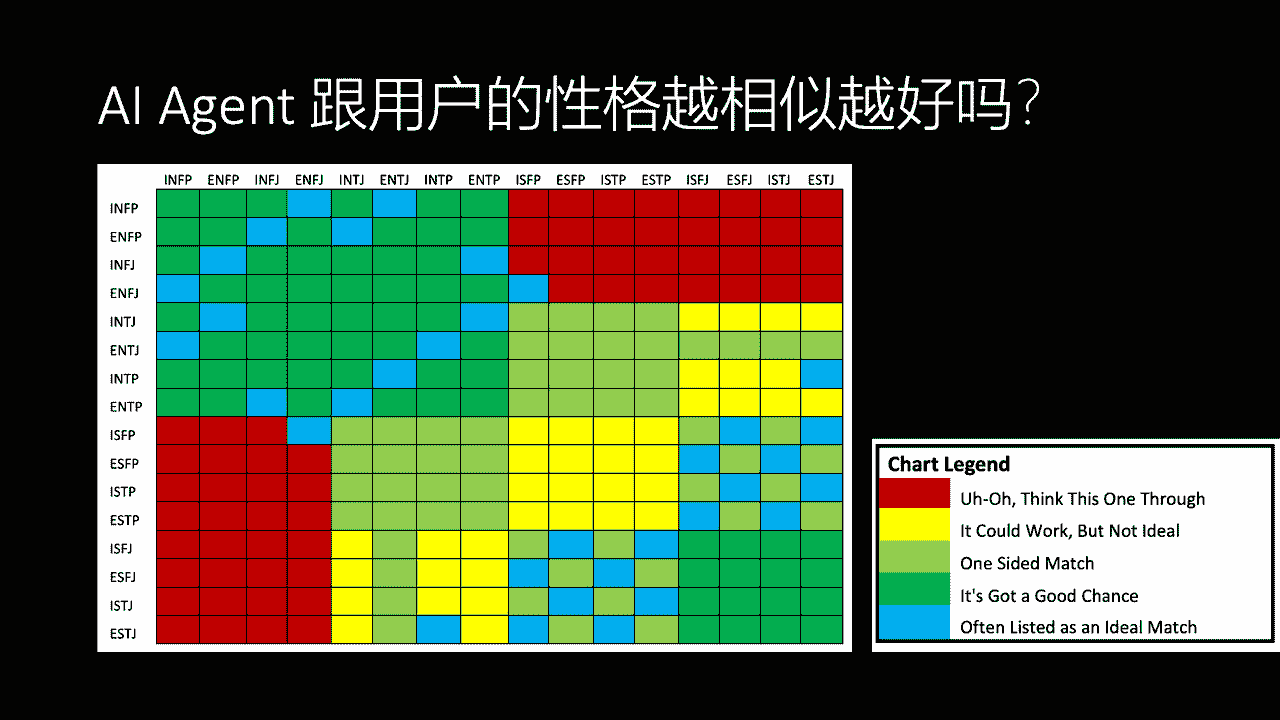 AI Agent 跟用户的性格越相似越好吗?
INFP ENFP INFJ ENFJ INTJ ENTJ INTP ENTP ISFP ESFP ISTP ESTP ISFJ ESFJ ISTJ ESTJ
INFP
ENFP
INFJ
ENFJ
INTJ
ENTJ
INTP
ENTP
ISFP
ESFP
ISTP
ESTP
ISFJ
ESFJ
ISTJ
ESTJ
Chart Legend
Uh-Oh, Think This One Through
It Could Work, But Not Ideal
One Sided Match
It's Got a Good Chance
Often Listed as an Ideal Match